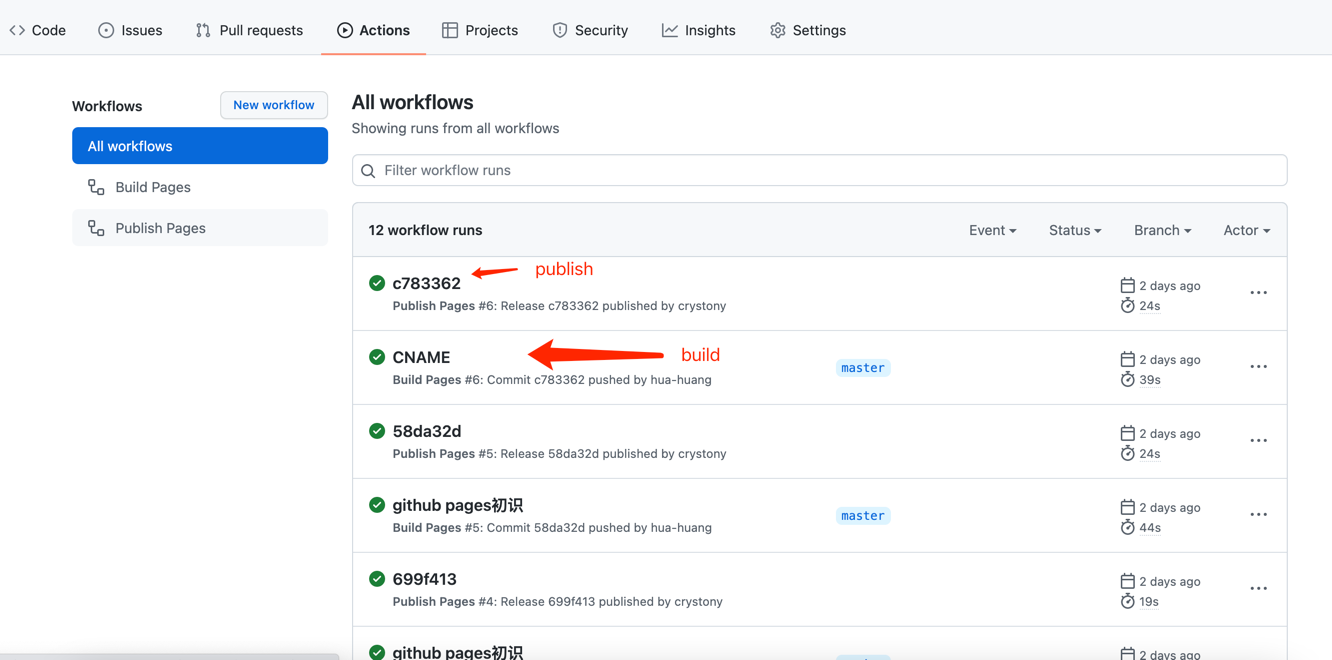 Code Issues Pull requests Actions Projects Security Insights Settings
Workflows
New workflow
All workflows
Build Pages
Publish Pages
All workflows
Showing runs from all workflows
Filter workflow runs
12 workflow runs Event Status Branch Actor
c783362 publish
Publish Pages #6: Release c783362 published by crystony
2 days ago
24s
CNAME build
Build Pages #6: Commit c783362 pushed by hua-huang
master
2 days ago
39s
58da32d
Publish Pages #5: Release 58da32d published by crystony
2 days ago
24s
github pages初识
Build Pages #5: Commit 58da32d pushed by hua-huang
master
2 days ago
44s
699f413
Publish Pages #4: Release 699f413 published by crystony
2 days ago
19s
github pages初识
2 days ago